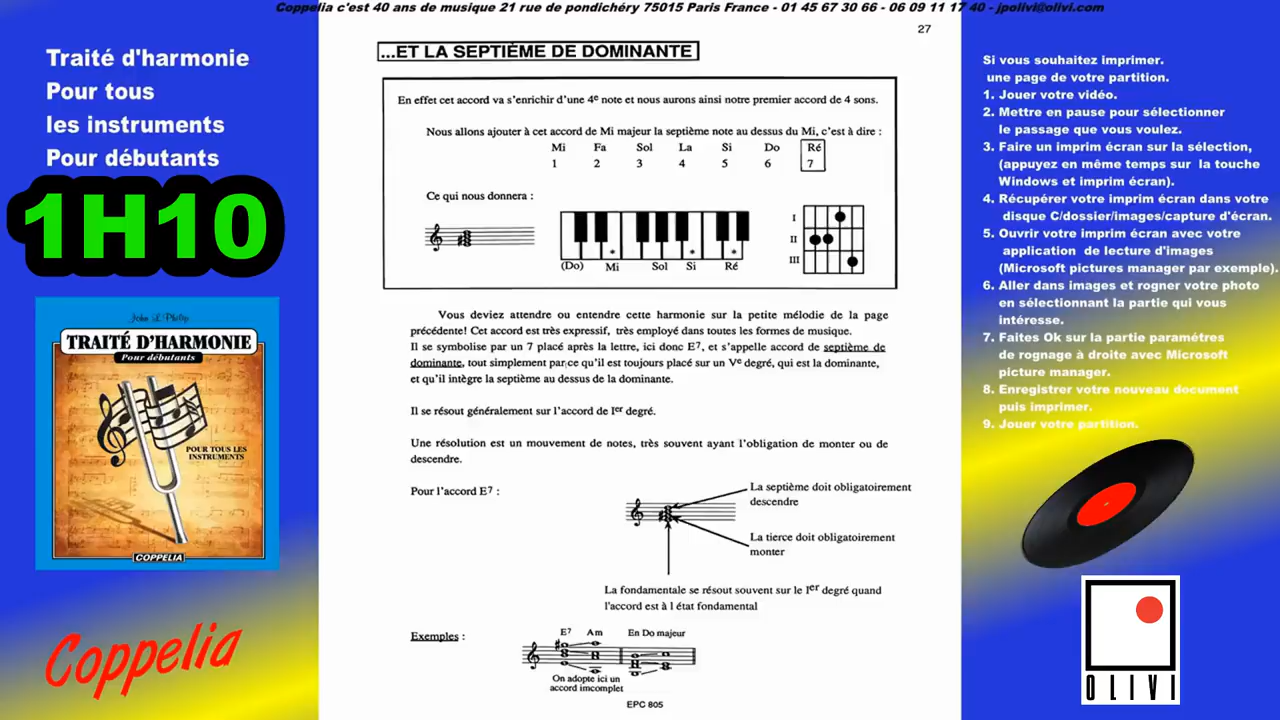 Coppelia c'est 40 ans de musique 21 rue de pondichéry 75015 Paris France - 01 45 67 30 66 - 06 09 11 17 40 - jpolivi@olivi.com
Traité d'harmonie
Pour tous
les instruments
Pour débutants
1H10
John L. Philip
TRAITÉ D'HARMONIE
Pour débutants
POUR TOUS LES
INSTRUMENTS
COPPELIA
Coppelia
27
...ET LA SEPTIÉME DE DOMINANTE
En effet cet accord va s'enrichir d'une 4e note et nous aurons ainsi notre premier accord de 4 sons.
Nous allons ajouter à cet accord de Mi majeur la septième note au dessus du Mi, c'est à dire :
Mi Fa Sol La Si Do Ré
1 2 3 4 5 6 7
Ce qui nous donnera :
I
II
III
(Do) Mi Sol Si Ré
Vous deviez attendre ou entendre cette harmonie sur la petite mélodie de la page
précédente! Cet accord est très expressif, très employé dans toutes les formes de musique.
Il se symbolise par un 7 placé après la lettre, ici donc E7, et s'appelle accord de septième de
dominante, tout simplement parce qu'il est toujours placé sur un Ve degré, qui est la dominante,
et qu'il intègre la septième au dessus de la dominante.
Il se résout généralement sur l'accord de Ier degré.
Une résolution est un mouvement de notes, très souvent ayant l'obligation de monter ou de
descendre.
Pour l'accord E7 :
La septième doit obligatoirement
descendre
La tierce doit obligatoirement
monter
La fondamentale se résout souvent sur le Ier degré quand
l'accord est à l état fondamental
Exemples :
E7 Am En Do majeur
On adopte ici un
accord imcomplet
EPC 805
Si vous souhaitez imprimer.
une page de votre partition.
1. Jouer votre vidéo.
2. Mettre en pause pour sélectionner
le passage que vous voulez.
3. Faire un imprim écran sur la sélection,
(appuyez en même temps sur la touche
Windows et imprim écran).
4. Récupérer votre imprim écran dans votre
disque C/dossier/images/capture d'écran.
5. Ouvrir votre imprim écran avec votre
application de lecture d'images
(Microsoft pictures manager par exemple).
6. Aller dans images et rogner votre photo
en sélectionnant la partie qui vous
intéresse.
7. Faites Ok sur la partie paramétres
de rognage à droite avec Microsoft
picture manager.
8. Enregistrer votre nouveau document
puis imprimer.
9. Jouer votre partition.
OLIVI